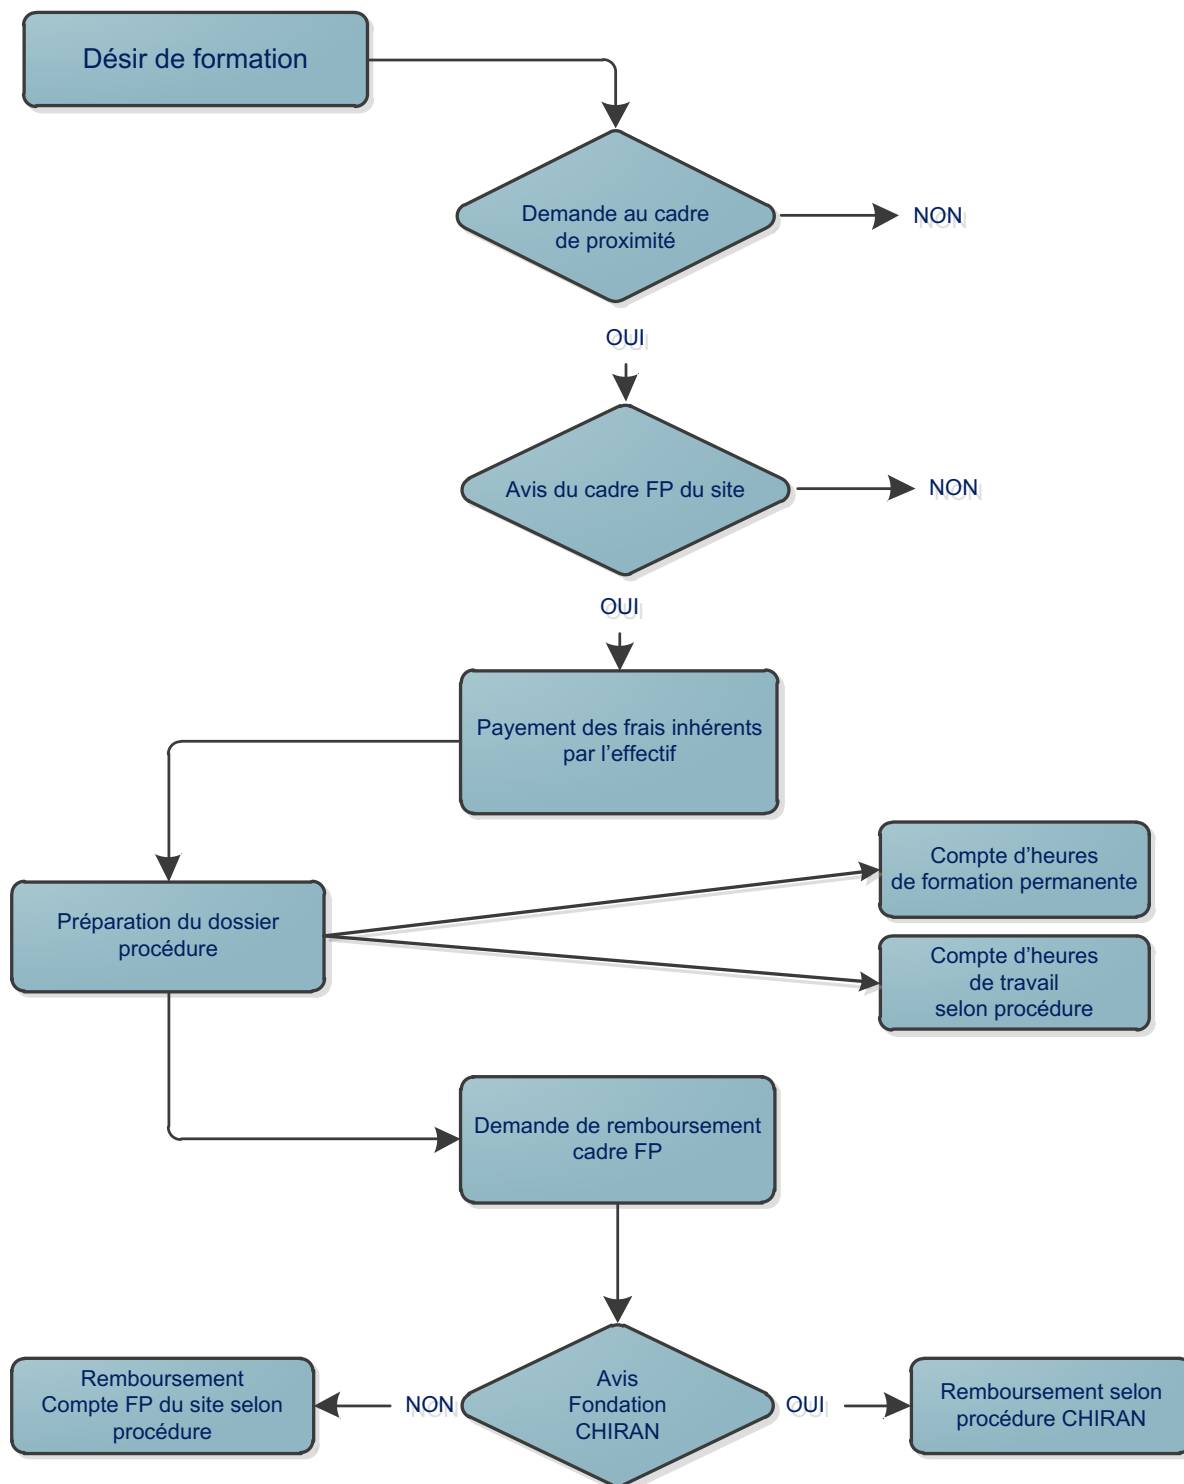 Désir de formation
Demande au cadre
de proximité
NON
OUI
Avis du cadre FP du site
NON
OUI
Payement des frais inhérents
par l’effectif
Compte d’heures
de formation permanente
Préparation du dossier
procédure
Compte d’heures
de travail
selon procédure
Demande de remboursement
cadre FP
Remboursement
Compte FP du site selon
procédure
NON
Avis
Fondation
CHIRAN
OUI
Remboursement selon
procédure CHIRAN